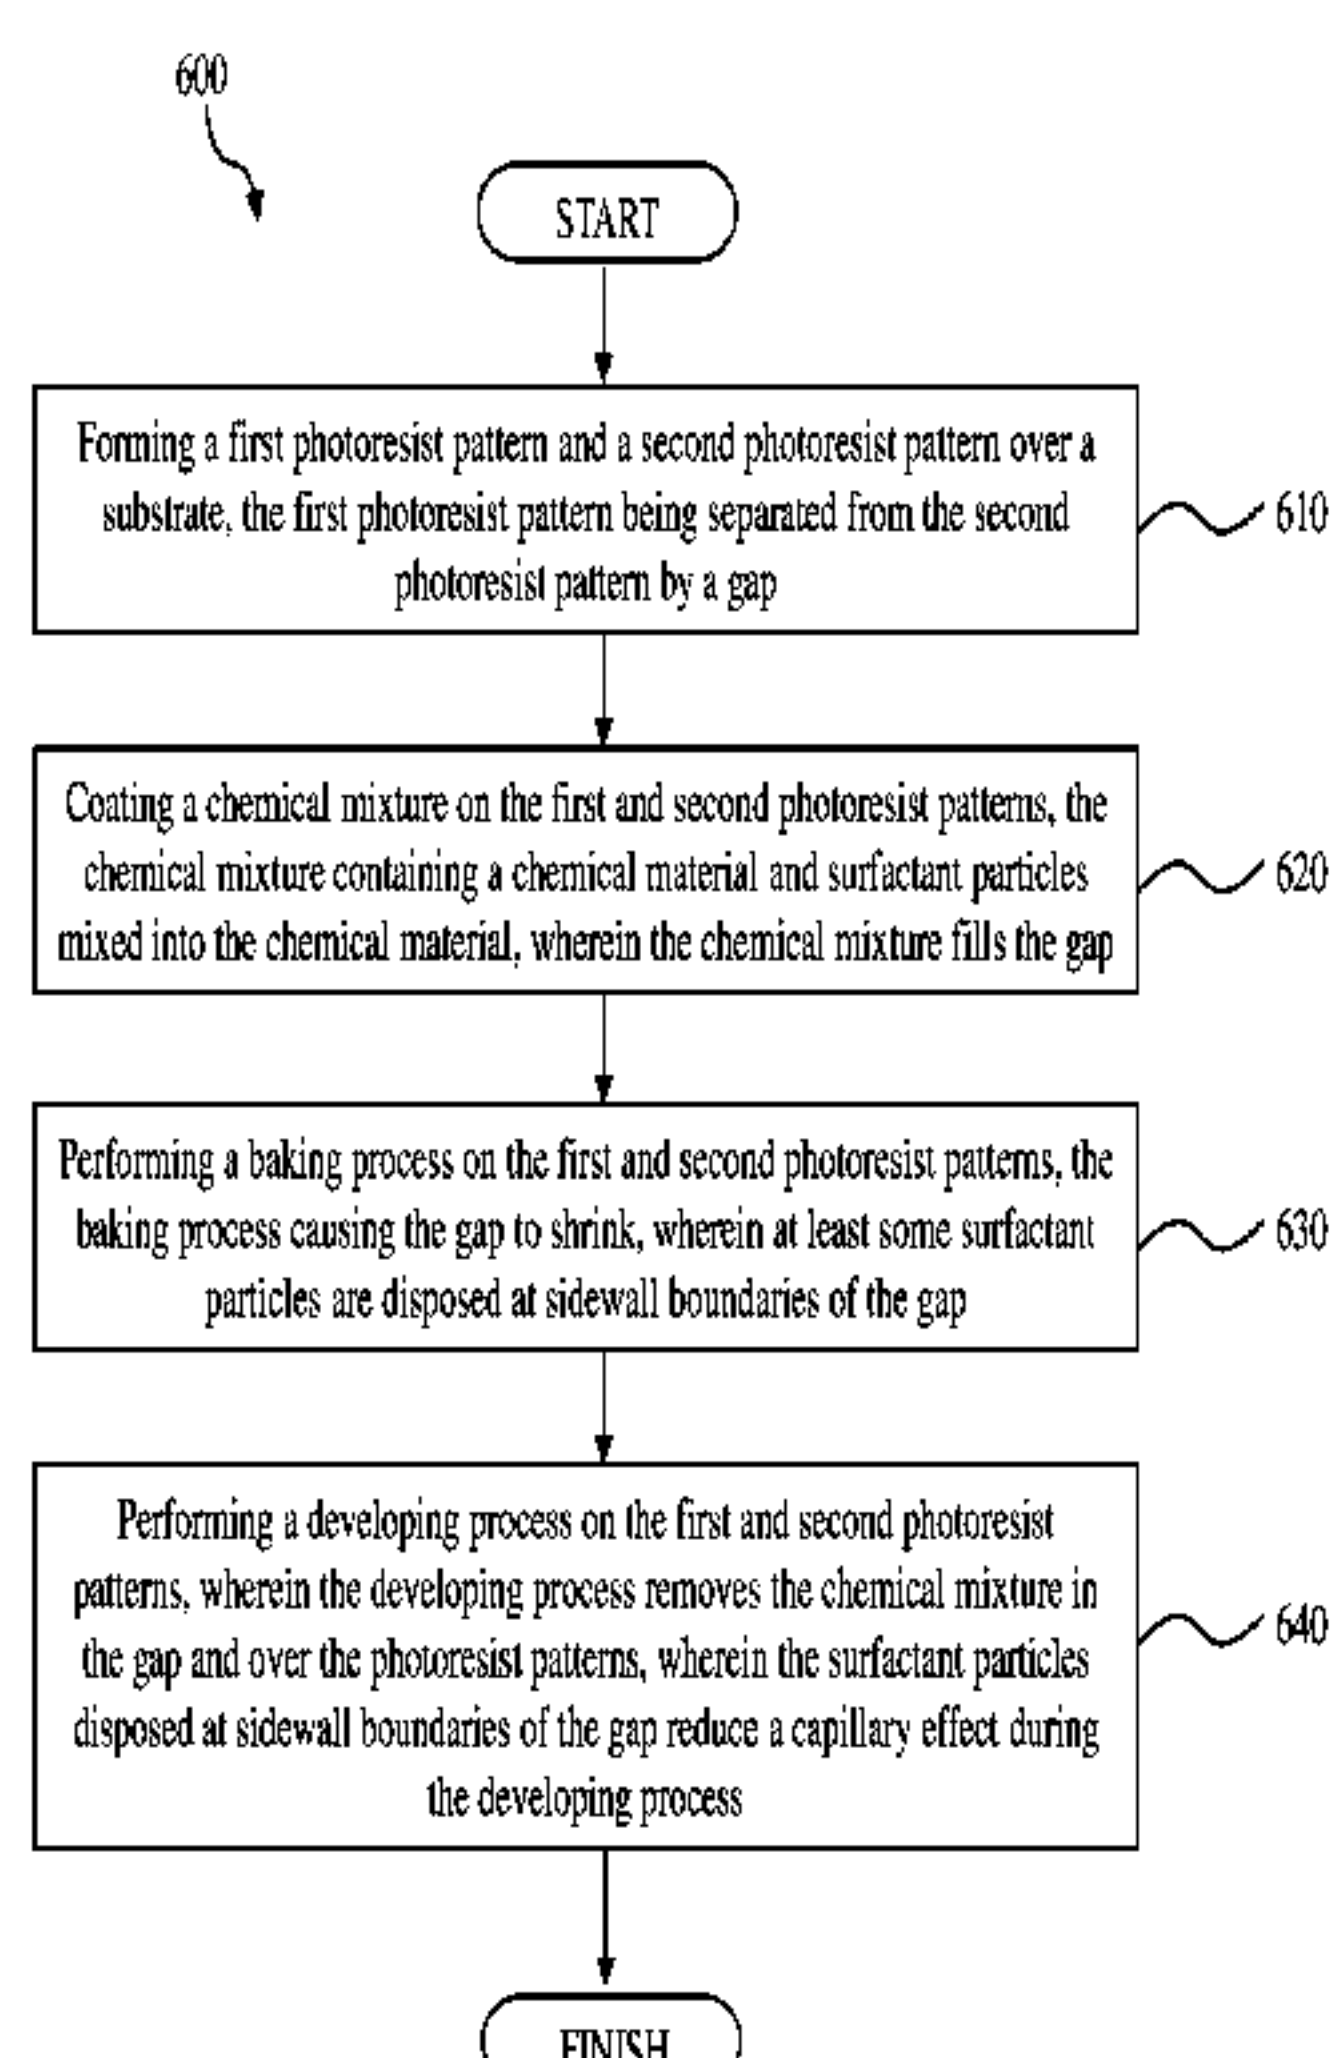 600
START
Forming a first photoresist pattern and a second photoresist pattern over a
substrate, the first photoresist pattern being separated from the second
photoresist pattern by a gap
610
Coating a chemical mixture on the first and second photoresist patterns, the
chemical mixture containing a chemical material and surfactant particles
mixed into the chemical material, wherein the chemical mixture fills the gap
620
Performing a baking process on the first and second photoresist patterns, the
baking process causing the gap to shrink, wherein at least some surfactant
particles are disposed at sidewall boundaries of the gap
630
Performing a developing process on the first and second photoresist
patterns, wherein the developing process removes the chemical mixture in
the gap and over the photoresist patterns, wherein the surfactant particles
disposed at sidewall boundaries of the gap reduce a capillary effect during
the developing process
640
FINISH